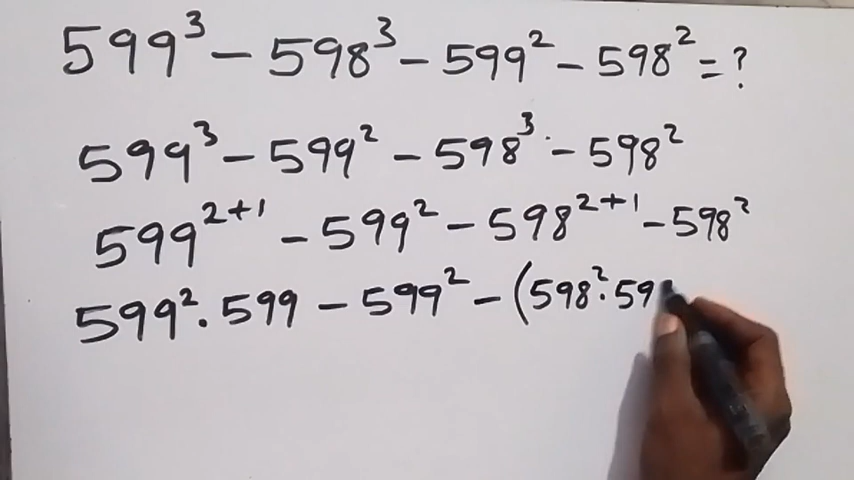 599³ - 598³ - 599² - 598² = ?
599³ - 599² - 598³ - 598²
599²⁺¹ - 599² - 598²⁺¹ - 598²
599² · 599 - 599² - (598² · 59